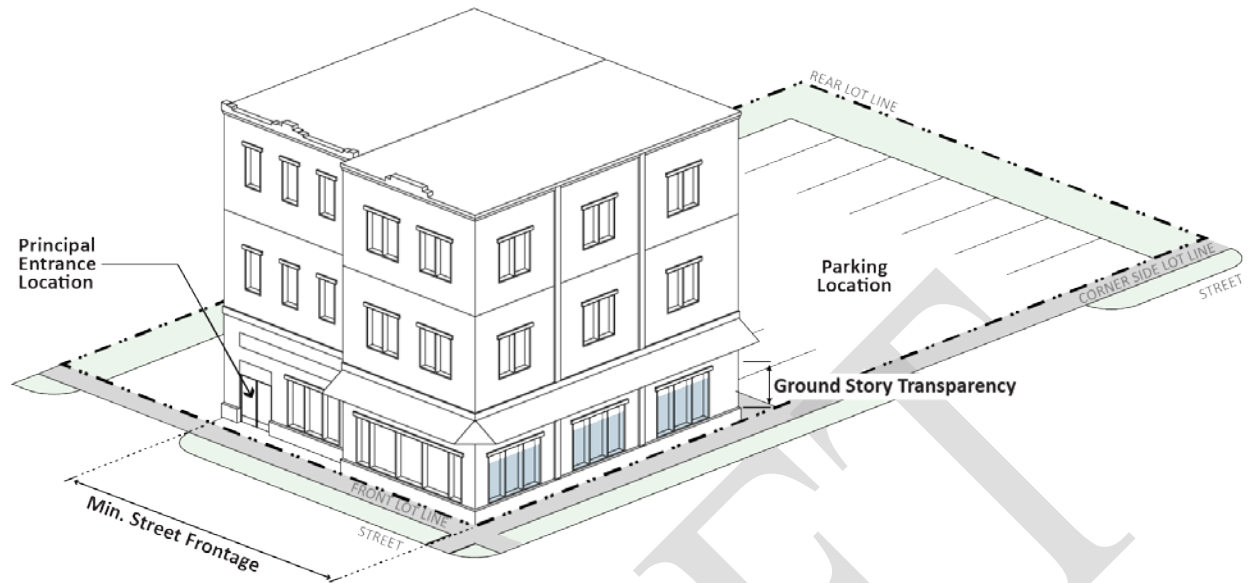 REAR LOT LINE
Principal
Entrance
Location
Parking
Location
CORNER SIDE LOT LINE
STREET
Ground Story Transparency
FRONT LOT LINE
STREET
Min. Street Frontage